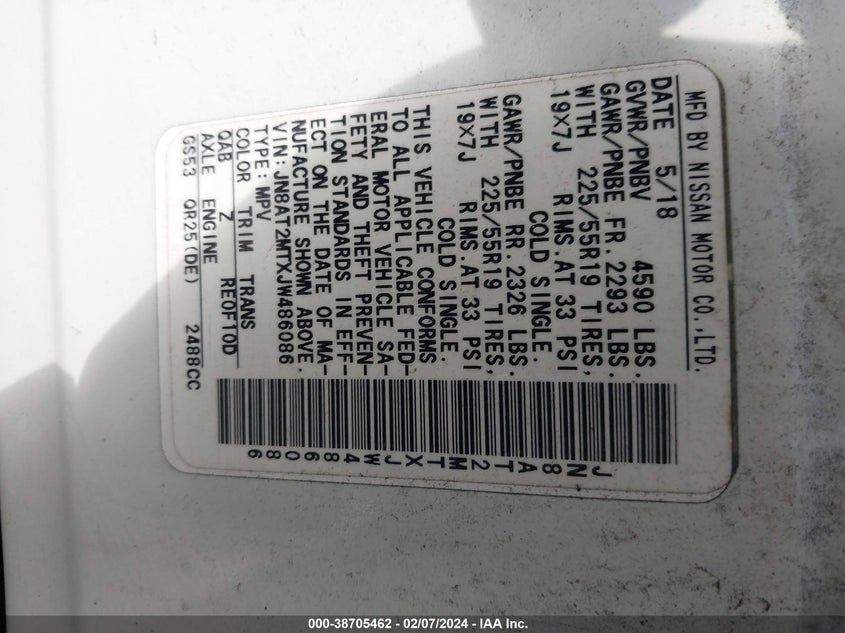 MFD BY NISSAN MOTOR CO.,LTD.
DATE 5/18
GVWR/PNBV 4590 LBS.
GAWR/PNBE FR. 2293 LBS.
WITH 225/55R19 TIRES,
19X7J RIMS.AT 33 PSI
COLD SINGLE.
GAWR/PNBE RR. 2326 LBS.
WITH 225/55R19 TIRES,
19X7J RIMS.AT 33 PSI
COLD SINGLE.
THIS VEHICLE CONFORMS
TO ALL APPLICABLE FED-
ERAL MOTOR VEHICLE SA-
FETY AND THEFT PREVEN-
TION STANDARDS IN EFF-
ECT ON THE DATE OF MA-
NUFACTURE SHOWN ABOVE.
VIN:JN8AT2MTXJW486086
TYPE:MPV
COLOR TRIM TRANS
QAB Z RE0F10D
AXLE ENGINE
GS53 QR25(DE) 2488CC
JN8AT2MTXJW486086
000-38705462 - 02/07/2024 - IAA Inc.